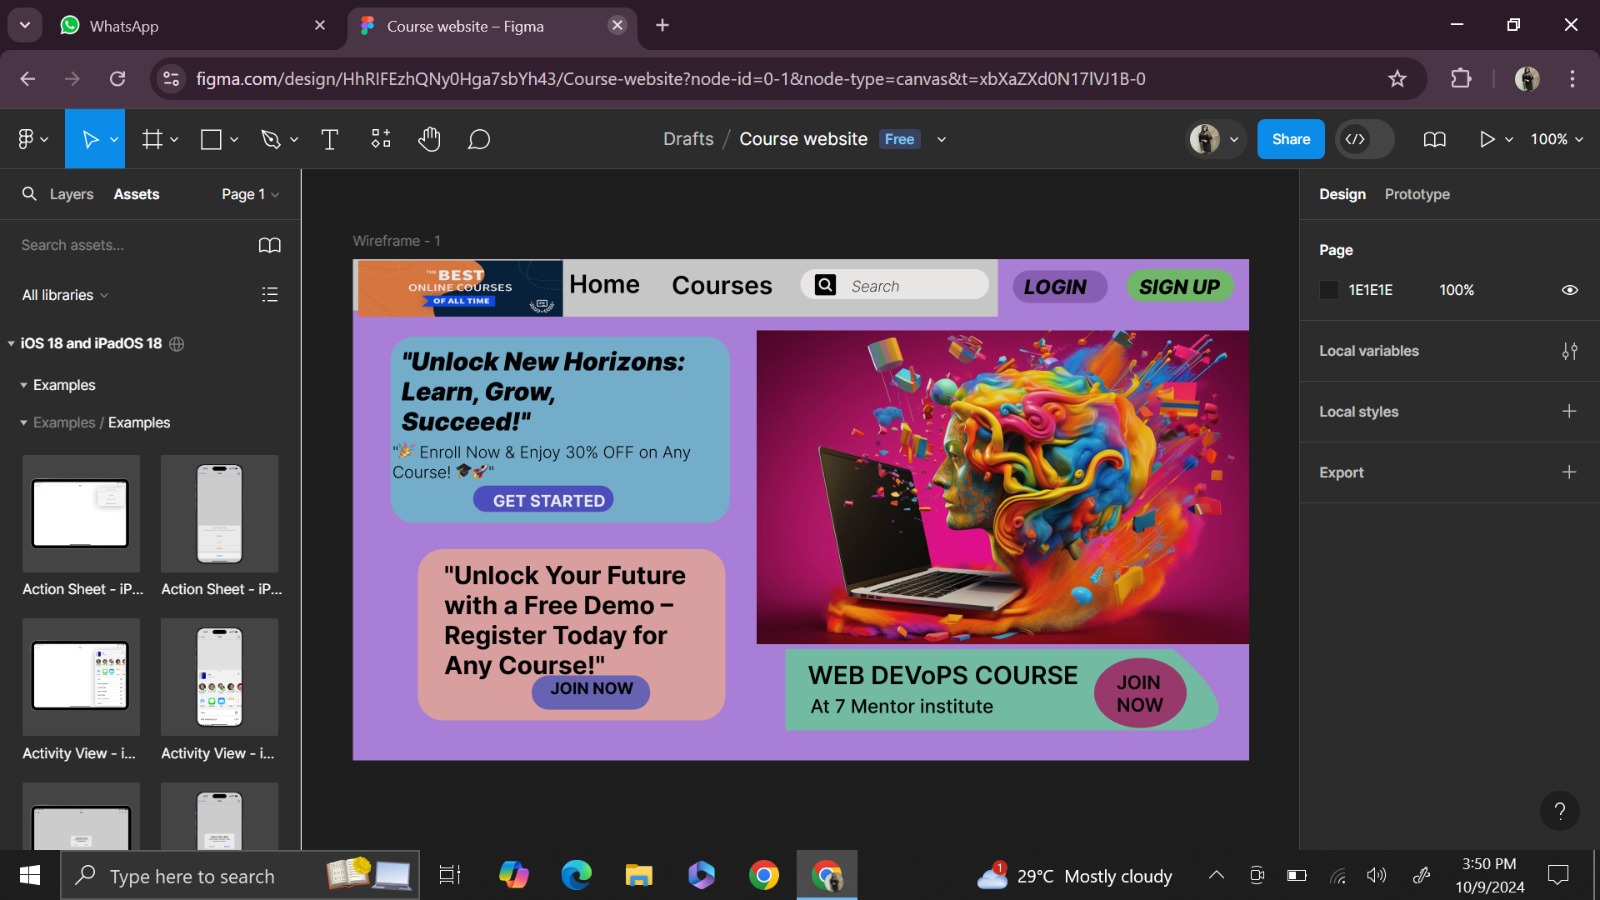 WhatsApp
Course website – Figma
figma.com/design/HhRIFEzhQNy0Hga7sbYh43/Course-website?node-id=0-1&node-type=canvas&t=xbXaZXd0N17lVJ1B-0
Drafts / Course website Free
Share
100%
Layers Assets Page 1
Search assets...
All libraries
iOS 18 and iPadOS 18
Examples
Examples / Examples
Action Sheet - iP... Action Sheet - iP...
Activity View - i... Activity View - i...
Wireframe - 1
THE BEST
ONLINE COURSES
OF ALL TIME
Home Courses Search LOGIN SIGN UP
"Unlock New Horizons:
Learn, Grow,
Succeed!"
"🎉 Enroll Now & Enjoy 30% OFF on Any
Course! 🎓🚀"
GET STARTED
"Unlock Your Future
with a Free Demo –
Register Today for
Any Course!"
JOIN NOW
WEB DEVoPS COURSE
At 7 Mentor institute
JOIN
NOW
Design Prototype
Page
1E1E1E 100%
Local variables
Local styles
Export
?
Type here to search
1
29°C Mostly cloudy
3:50 PM
10/9/2024